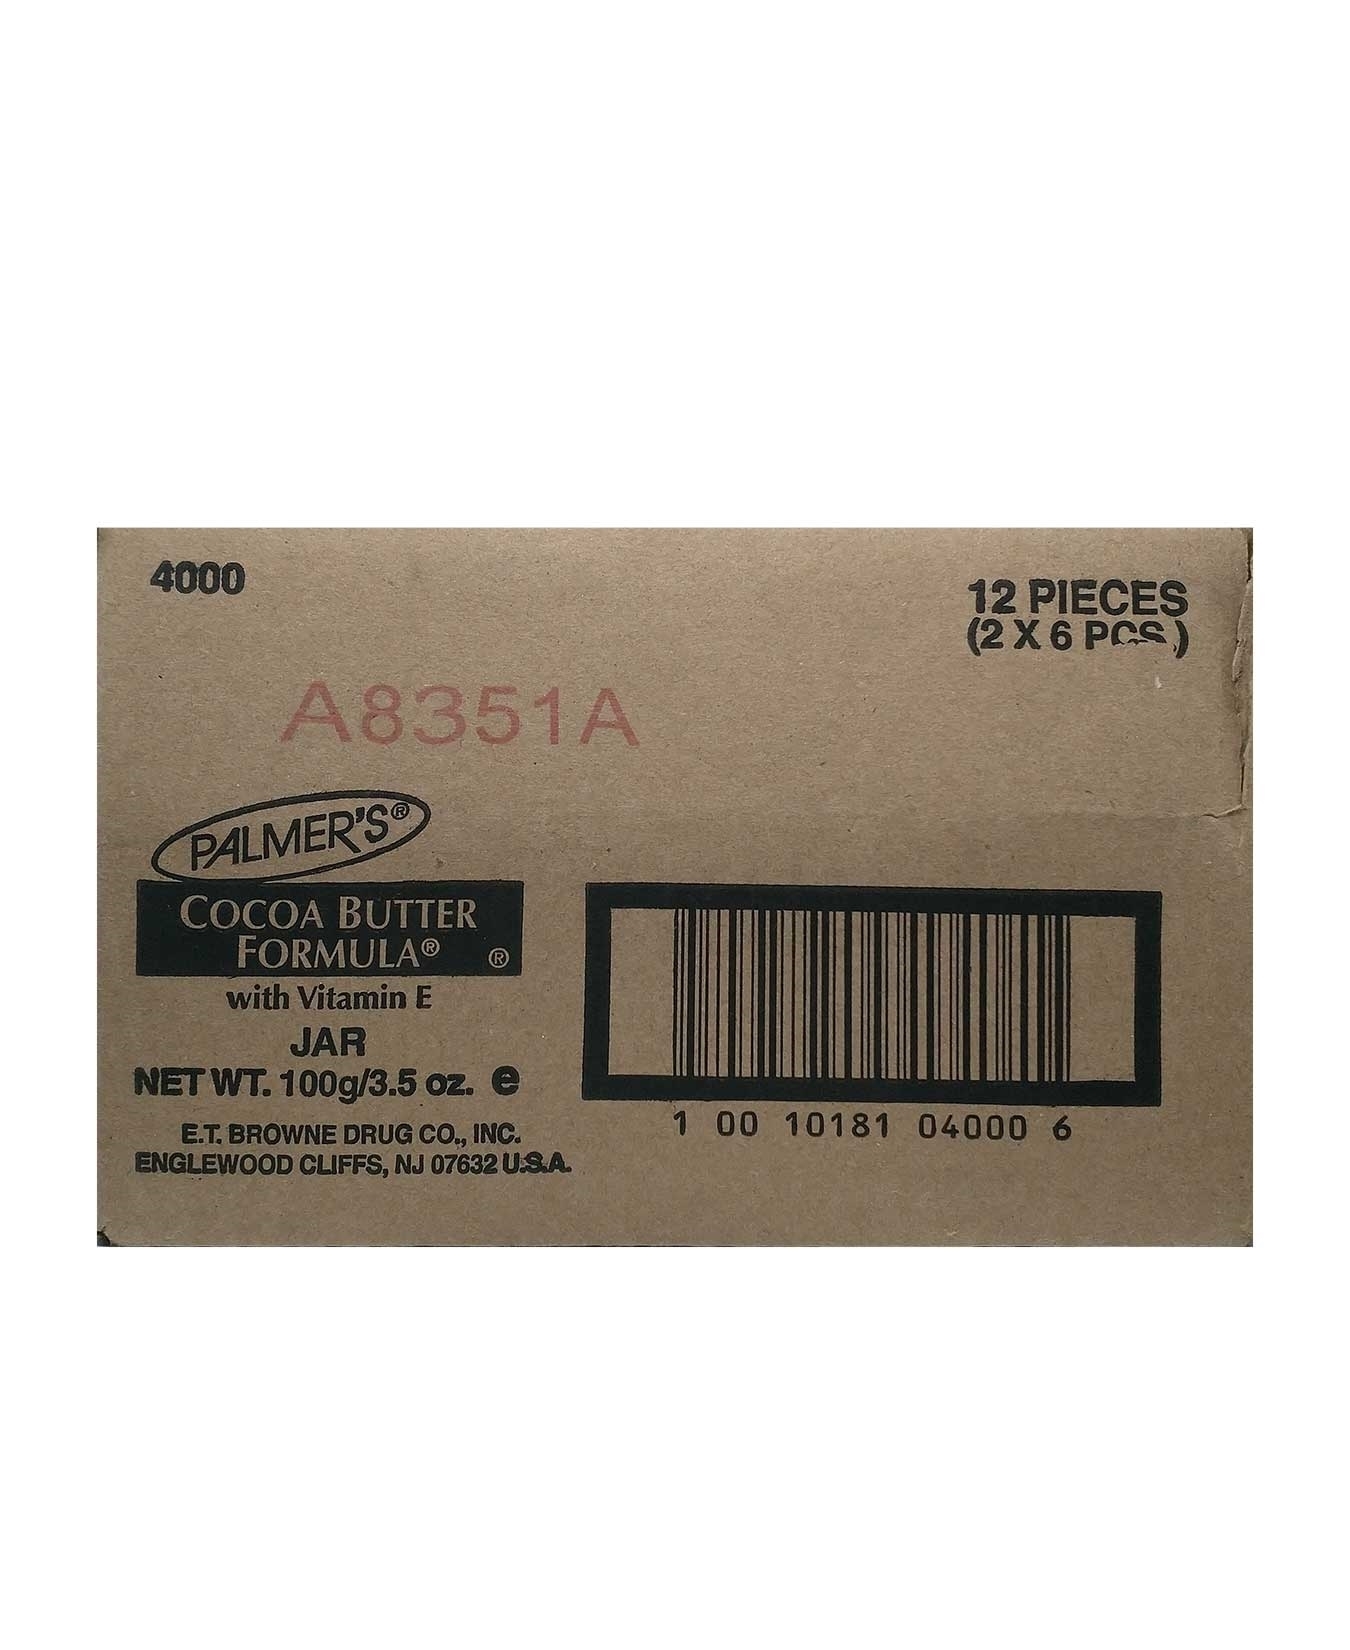 4000
12 PIECES
(2 X 6 PCS.)
A8351A
PALMER'S®
COCOA BUTTER
FORMULA® ®
with Vitamin E
JAR
NET WT. 100g/3.5 oz. e
E.T. BROWNE DRUG CO., INC.
ENGLEWOOD CLIFFS, NJ 07632 U.S.A.
1 00 10181 04000 6